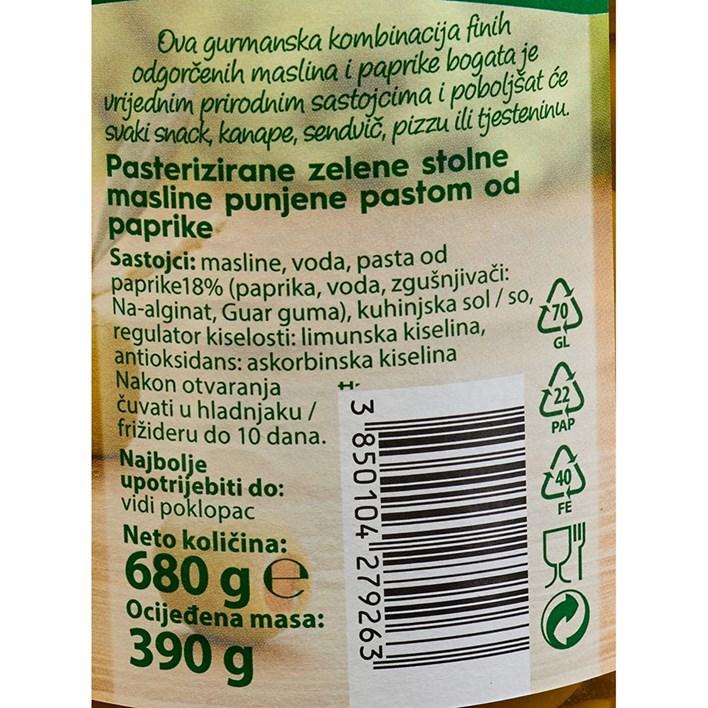 Ova gurmanska kombinacija finih
odgorčenih maslina i paprike bogata je
vrijednim prirodnim sastojcima i poboljšat će
svaki snack, kanape, sendvič, pizzu ili tjesteninu.
Pasterizirane zelene stolne
masline punjene pastom od
paprike
Sastojci: masline, voda, pasta od
paprike18% (paprika, voda, zgušnjivači:
Na-alginat, Guar guma), kuhinjska sol / so,
regulator kiselosti: limunska kiselina,
antioksidans: askorbinska kiselina
Nakon otvaranja
čuvati u hladnjaku /
frižideru do 10 dana.
Najbolje
upotrijebiti do:
vidi poklopac
Neto količina:
680 g ℮
Ocijeđena masa:
390 g
3 850104 279263
70
GL
22
PAP
40
FE